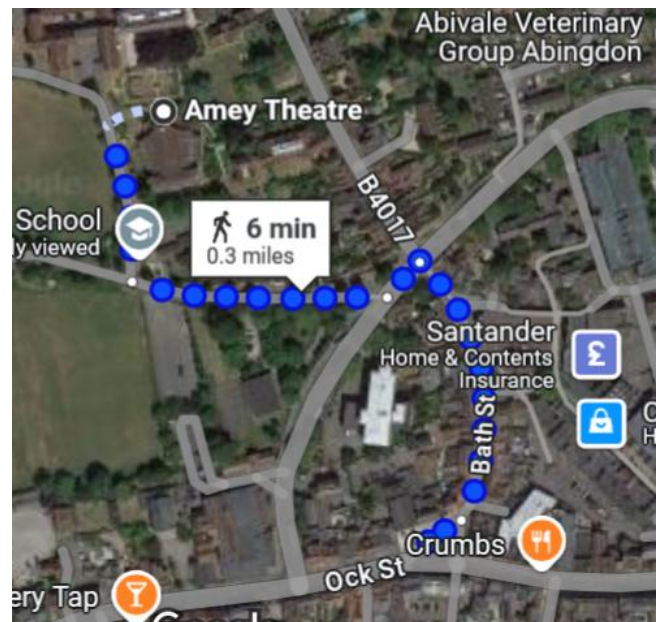 Abivale Veterinary
Group Abingdon
Amey Theatre
B4017
School
ly viewed
6 min
0.3 miles
Santander
Home & Contents
Insurance
£
Bath St
Crumbs
Ock St
ery Tap